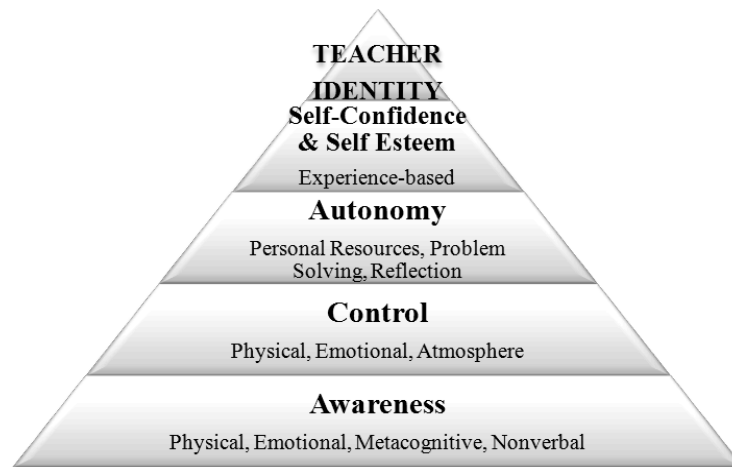 TEACHER
IDENTITY
Self-Confidence
& Self Esteem
Experience-based
Autonomy
Personal Resources, Problem
Solving, Reflection
Control
Physical, Emotional, Atmosphere
Awareness
Physical, Emotional, Metacognitive, Nonverbal